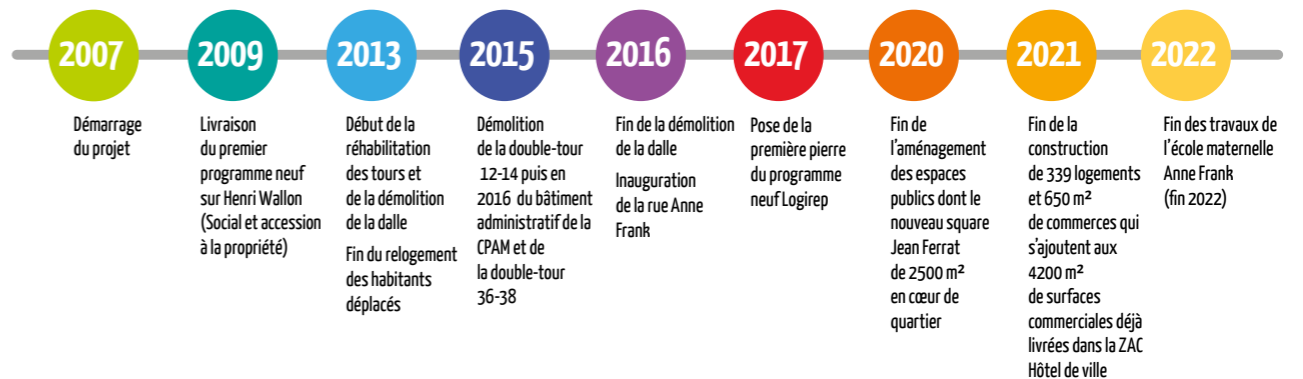 2007
Démarrage
du projet
2009
Livraison
du premier
programme neuf
sur Henri Wallon
(Social et accession
à la propriété)
2013
Début de la
réhabilitation
des tours et
de la démolition
de la dalle
Fin du relogement
des habitants
déplacés
2015
Démolition
de la double-tour
12-14 puis en
2016 du bâtiment
administratif de la
CPAM et de
la double-tour
36-38
2016
Fin de la démolition
de la dalle
Inauguration
de la rue Anne
Frank
2017
Pose de la
première pierre
du programme
neuf Logirep
2020
Fin de
l'aménagement
des espaces
publics dont le
nouveau square
Jean Ferrat
de 2500 m²
en cœur de
quartier
2021
Fin de la
construction
de 339 logements
et 650 m²
de commerces qui
s'ajoutent aux
4200 m²
de surfaces
commerciales déjà
livrées dans la ZAC
Hôtel de ville
2022
Fin des travaux de
l'école maternelle
Anne Frank
(fin 2022)